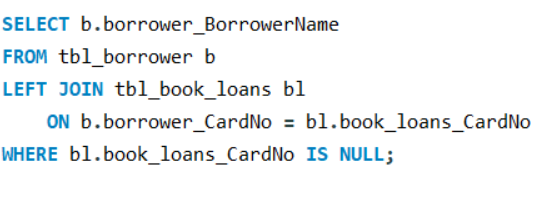 SELECT b.borrower_BorrowerName
FROM tbl_borrower b
LEFT JOIN tbl_book_loans bl
    ON b.borrower_CardNo = bl.book_loans_CardNo
WHERE bl.book_loans_CardNo IS NULL;